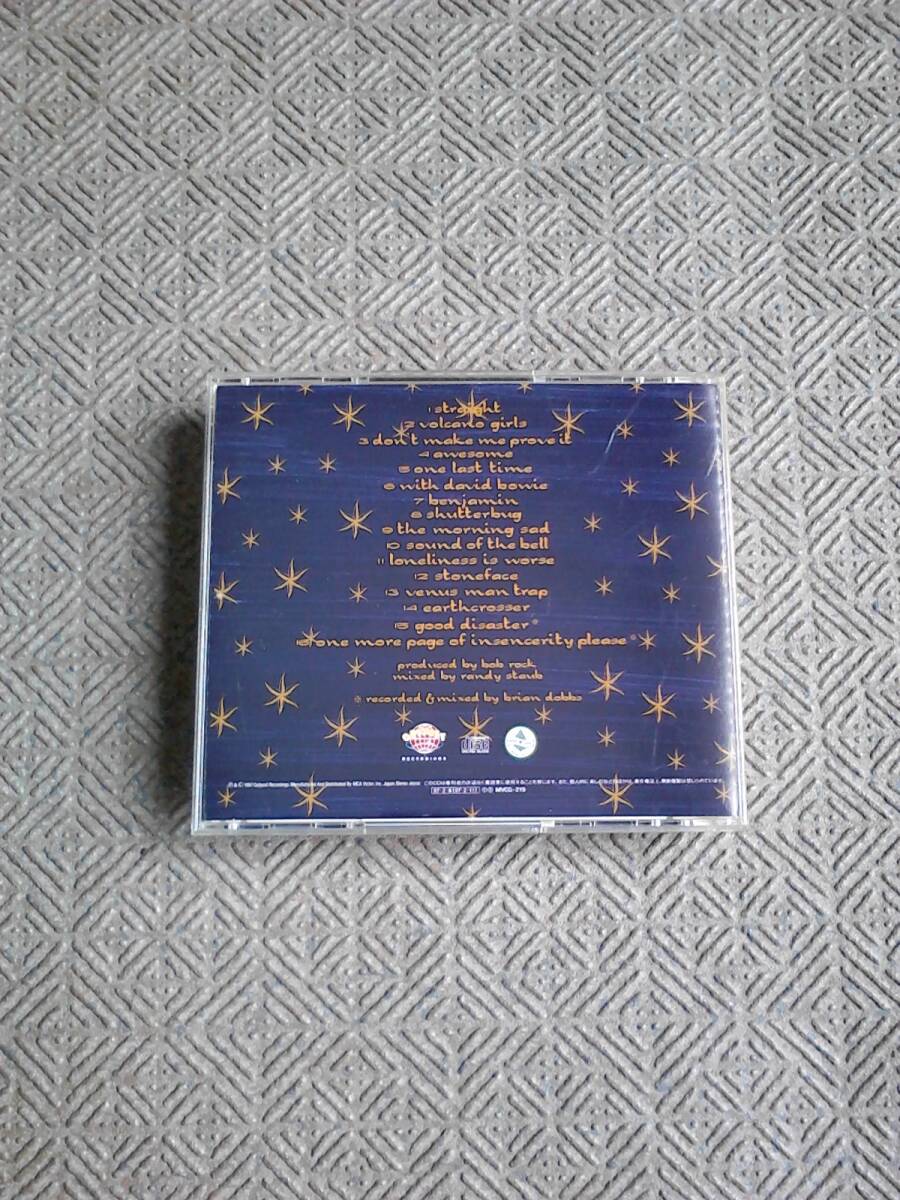 1 straight
2 volcano girls
3 don't make me prove it
4 awesome
5 one last time
6 with david bowie
7 benjamin
8 shutterbug
9 the morning sad
10 sound of the bell
11 loneliness is worse
12 stoneface
13 venus man trap
14 earthcrosser
15 good disaster※
16 one more page of insencerity please※
produced by bob rock
mixed by randy staub
※ recorded & mixed by brian dobbs
RECORDINGS
MVCG-219